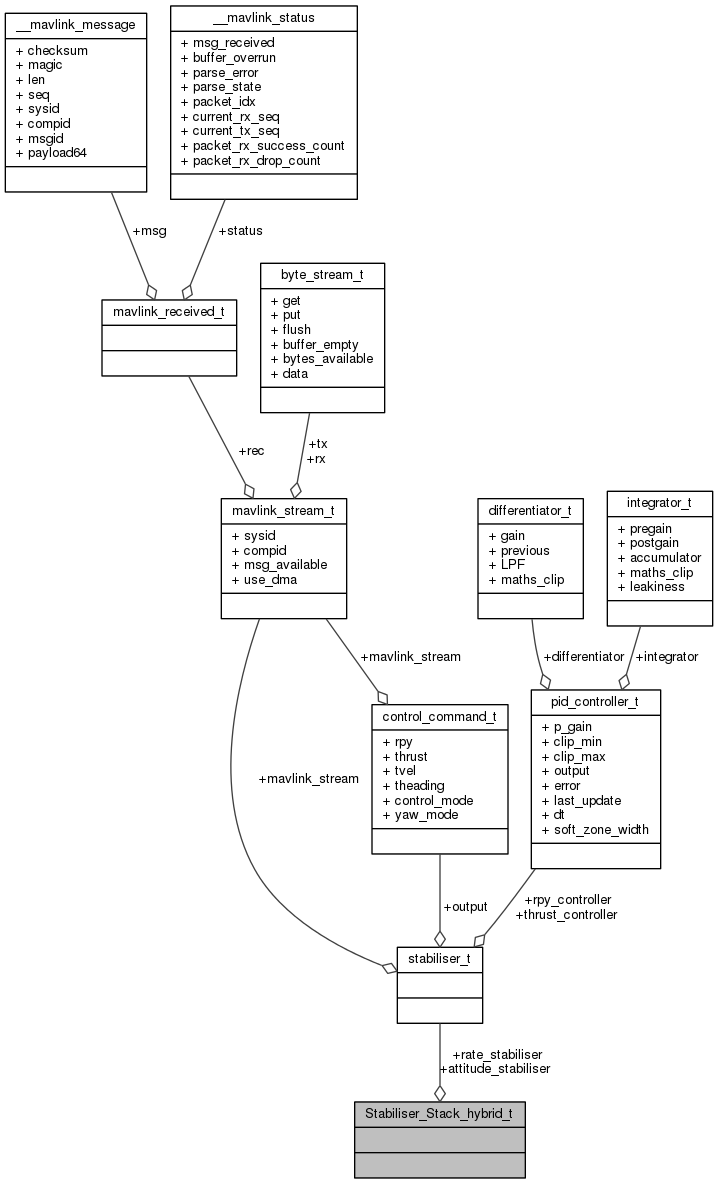 __mavlink_message
+ checksum
+ magic
+ len
+ seq
+ sysid
+ compid
+ msgid
+ payload64
__mavlink_status
+ msg_received
+ buffer_overrun
+ parse_error
+ parse_state
+ packet_idx
+ current_rx_seq
+ current_tx_seq
+ packet_rx_success_count
+ packet_rx_drop_count
+msg
+status
mavlink_received_t
byte_stream_t
+ get
+ put
+ flush
+ buffer_empty
+ bytes_available
+ data
+rec
+tx
+rx
mavlink_stream_t
+ sysid
+ compid
+ msg_available
+ use_dma
differentiator_t
+ gain
+ previous
+ LPF
+ maths_clip
integrator_t
+ pregain
+ postgain
+ accumulator
+ maths_clip
+ leakiness
+mavlink_stream
+differentiator
+integrator
+mavlink_stream
control_command_t
+ rpy
+ thrust
+ tvel
+ theading
+ control_mode
+ yaw_mode
pid_controller_t
+ p_gain
+ clip_min
+ clip_max
+ output
+ error
+ last_update
+ dt
+ soft_zone_width
+output
+rpy_controller
+thrust_controller
stabiliser_t
+rate_stabiliser
+attitude_stabiliser
Stabiliser_Stack_hybrid_t